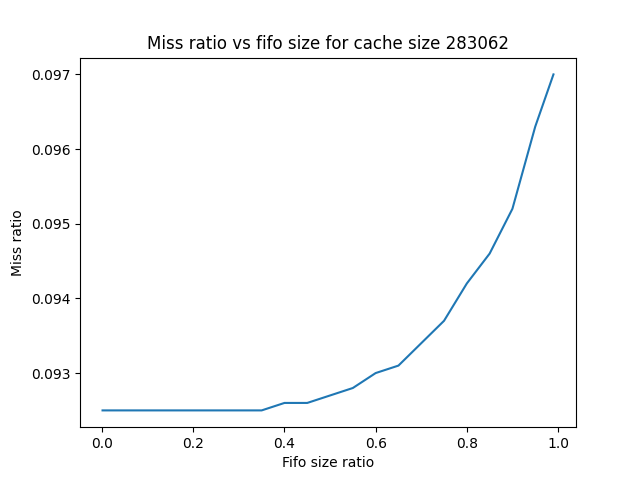 Miss ratio vs fifo size for cache size 283062
0.097
0.096
0.095
0.094
0.093
Miss ratio
0.0 0.2 0.4 0.6 0.8 1.0
Fifo size ratio